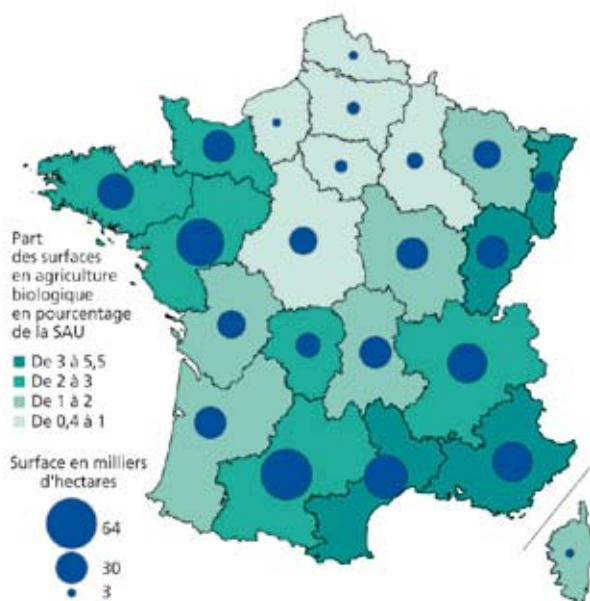 Part
des surfaces
en agriculture
biologique
en pourcentage
de la SAU
De 3 à 5,5
De 2 à 3
De 1 à 2
De 0,4 à 1
Surface en milliers
d'hectares
64
30
3